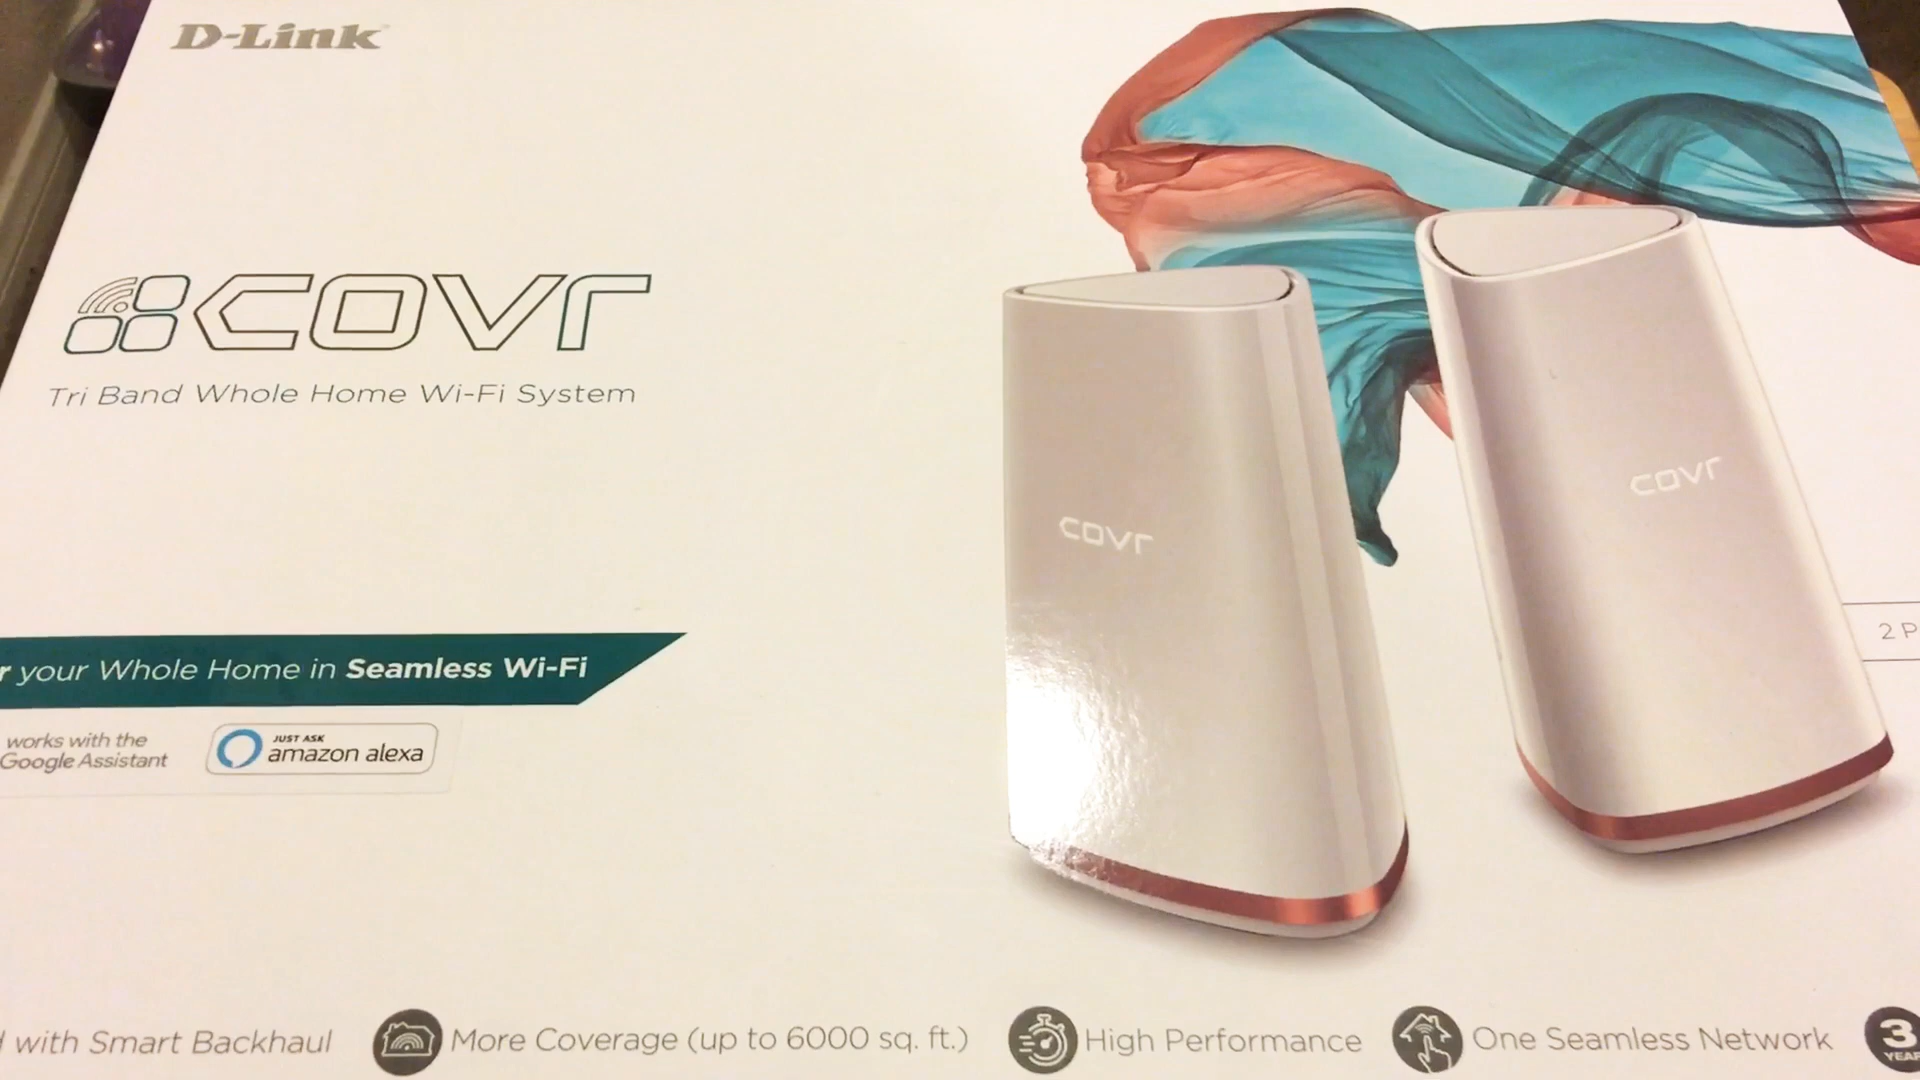 D-Link
covr
Tri Band Whole Home Wi-Fi System
covr
covr
2 P
r your Whole Home in Seamless Wi-Fi
works with the
Google Assistant
JUST ASK
amazon alexa
with Smart Backhaul
More Coverage (up to 6000 sq. ft.)
High Performance
One Seamless Network
3
YEAR